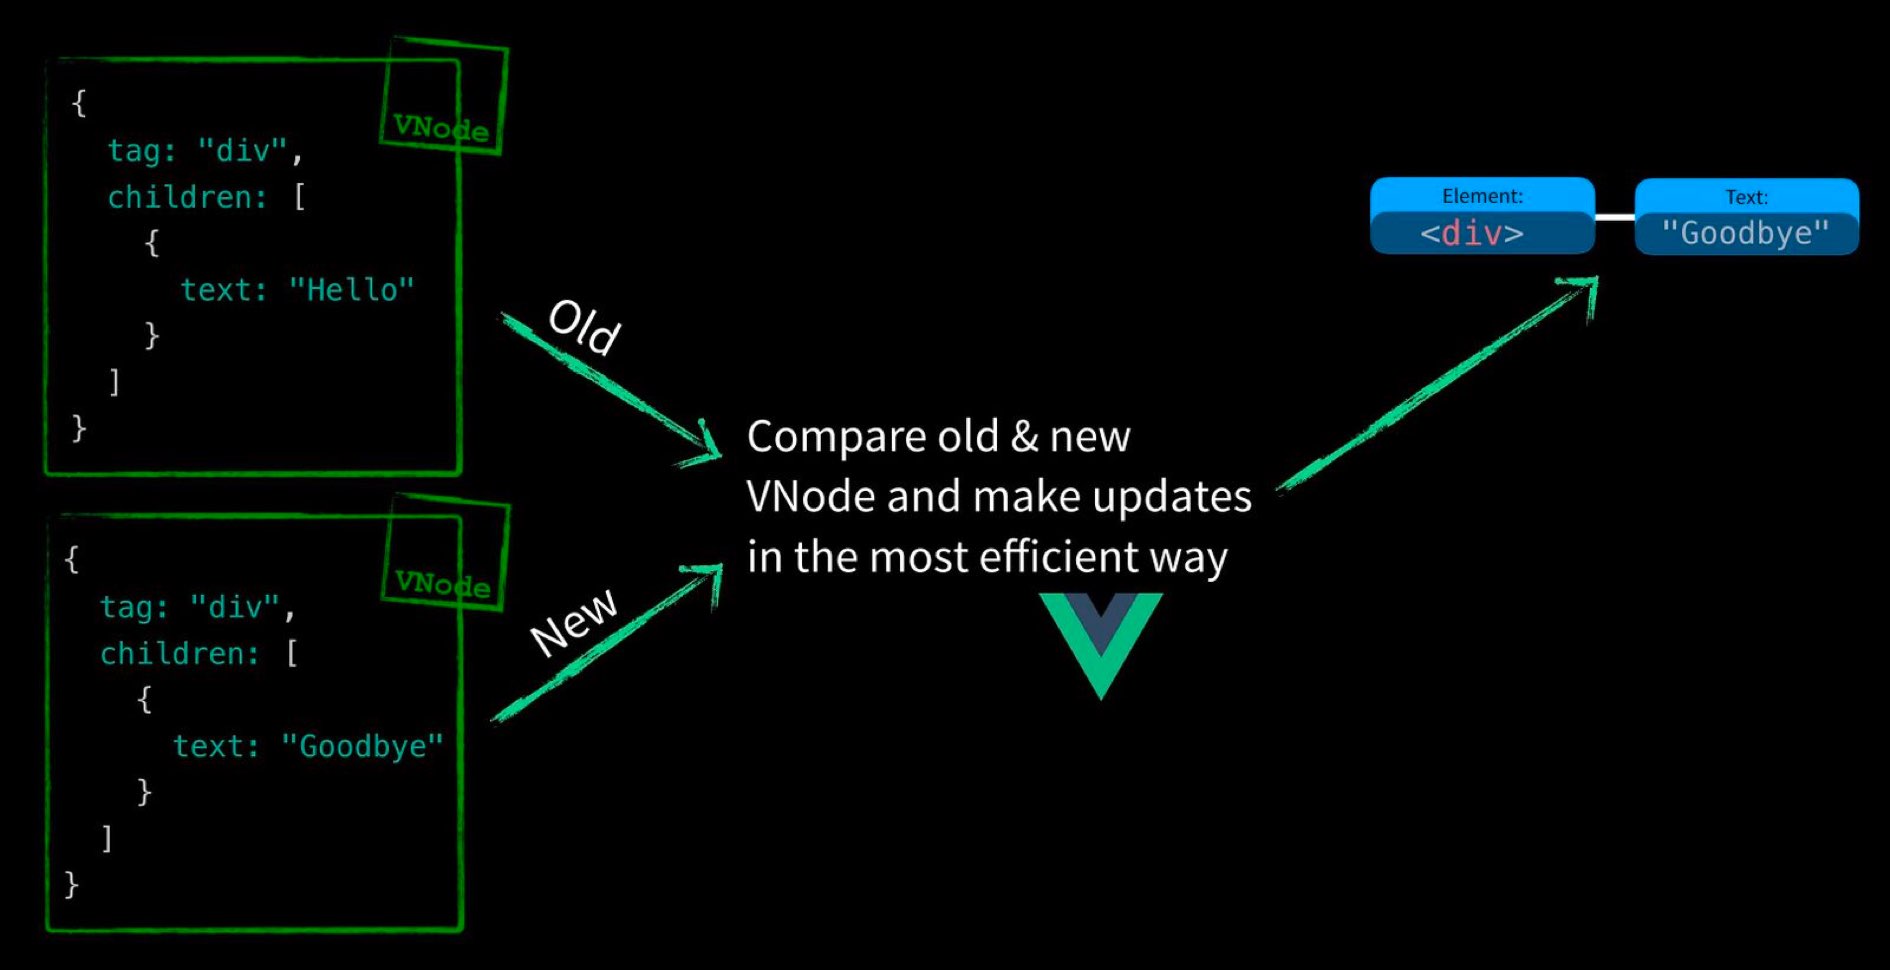 VNode
{
tag: "div",
children: [
{
text: "Hello"
}
]
}
VNode
{
tag: "div",
children: [
{
text: "Goodbye"
}
]
}
Old
New
Compare old & new
VNode and make updates
in the most efficient way
Element:
<div>
Text:
"Goodbye"